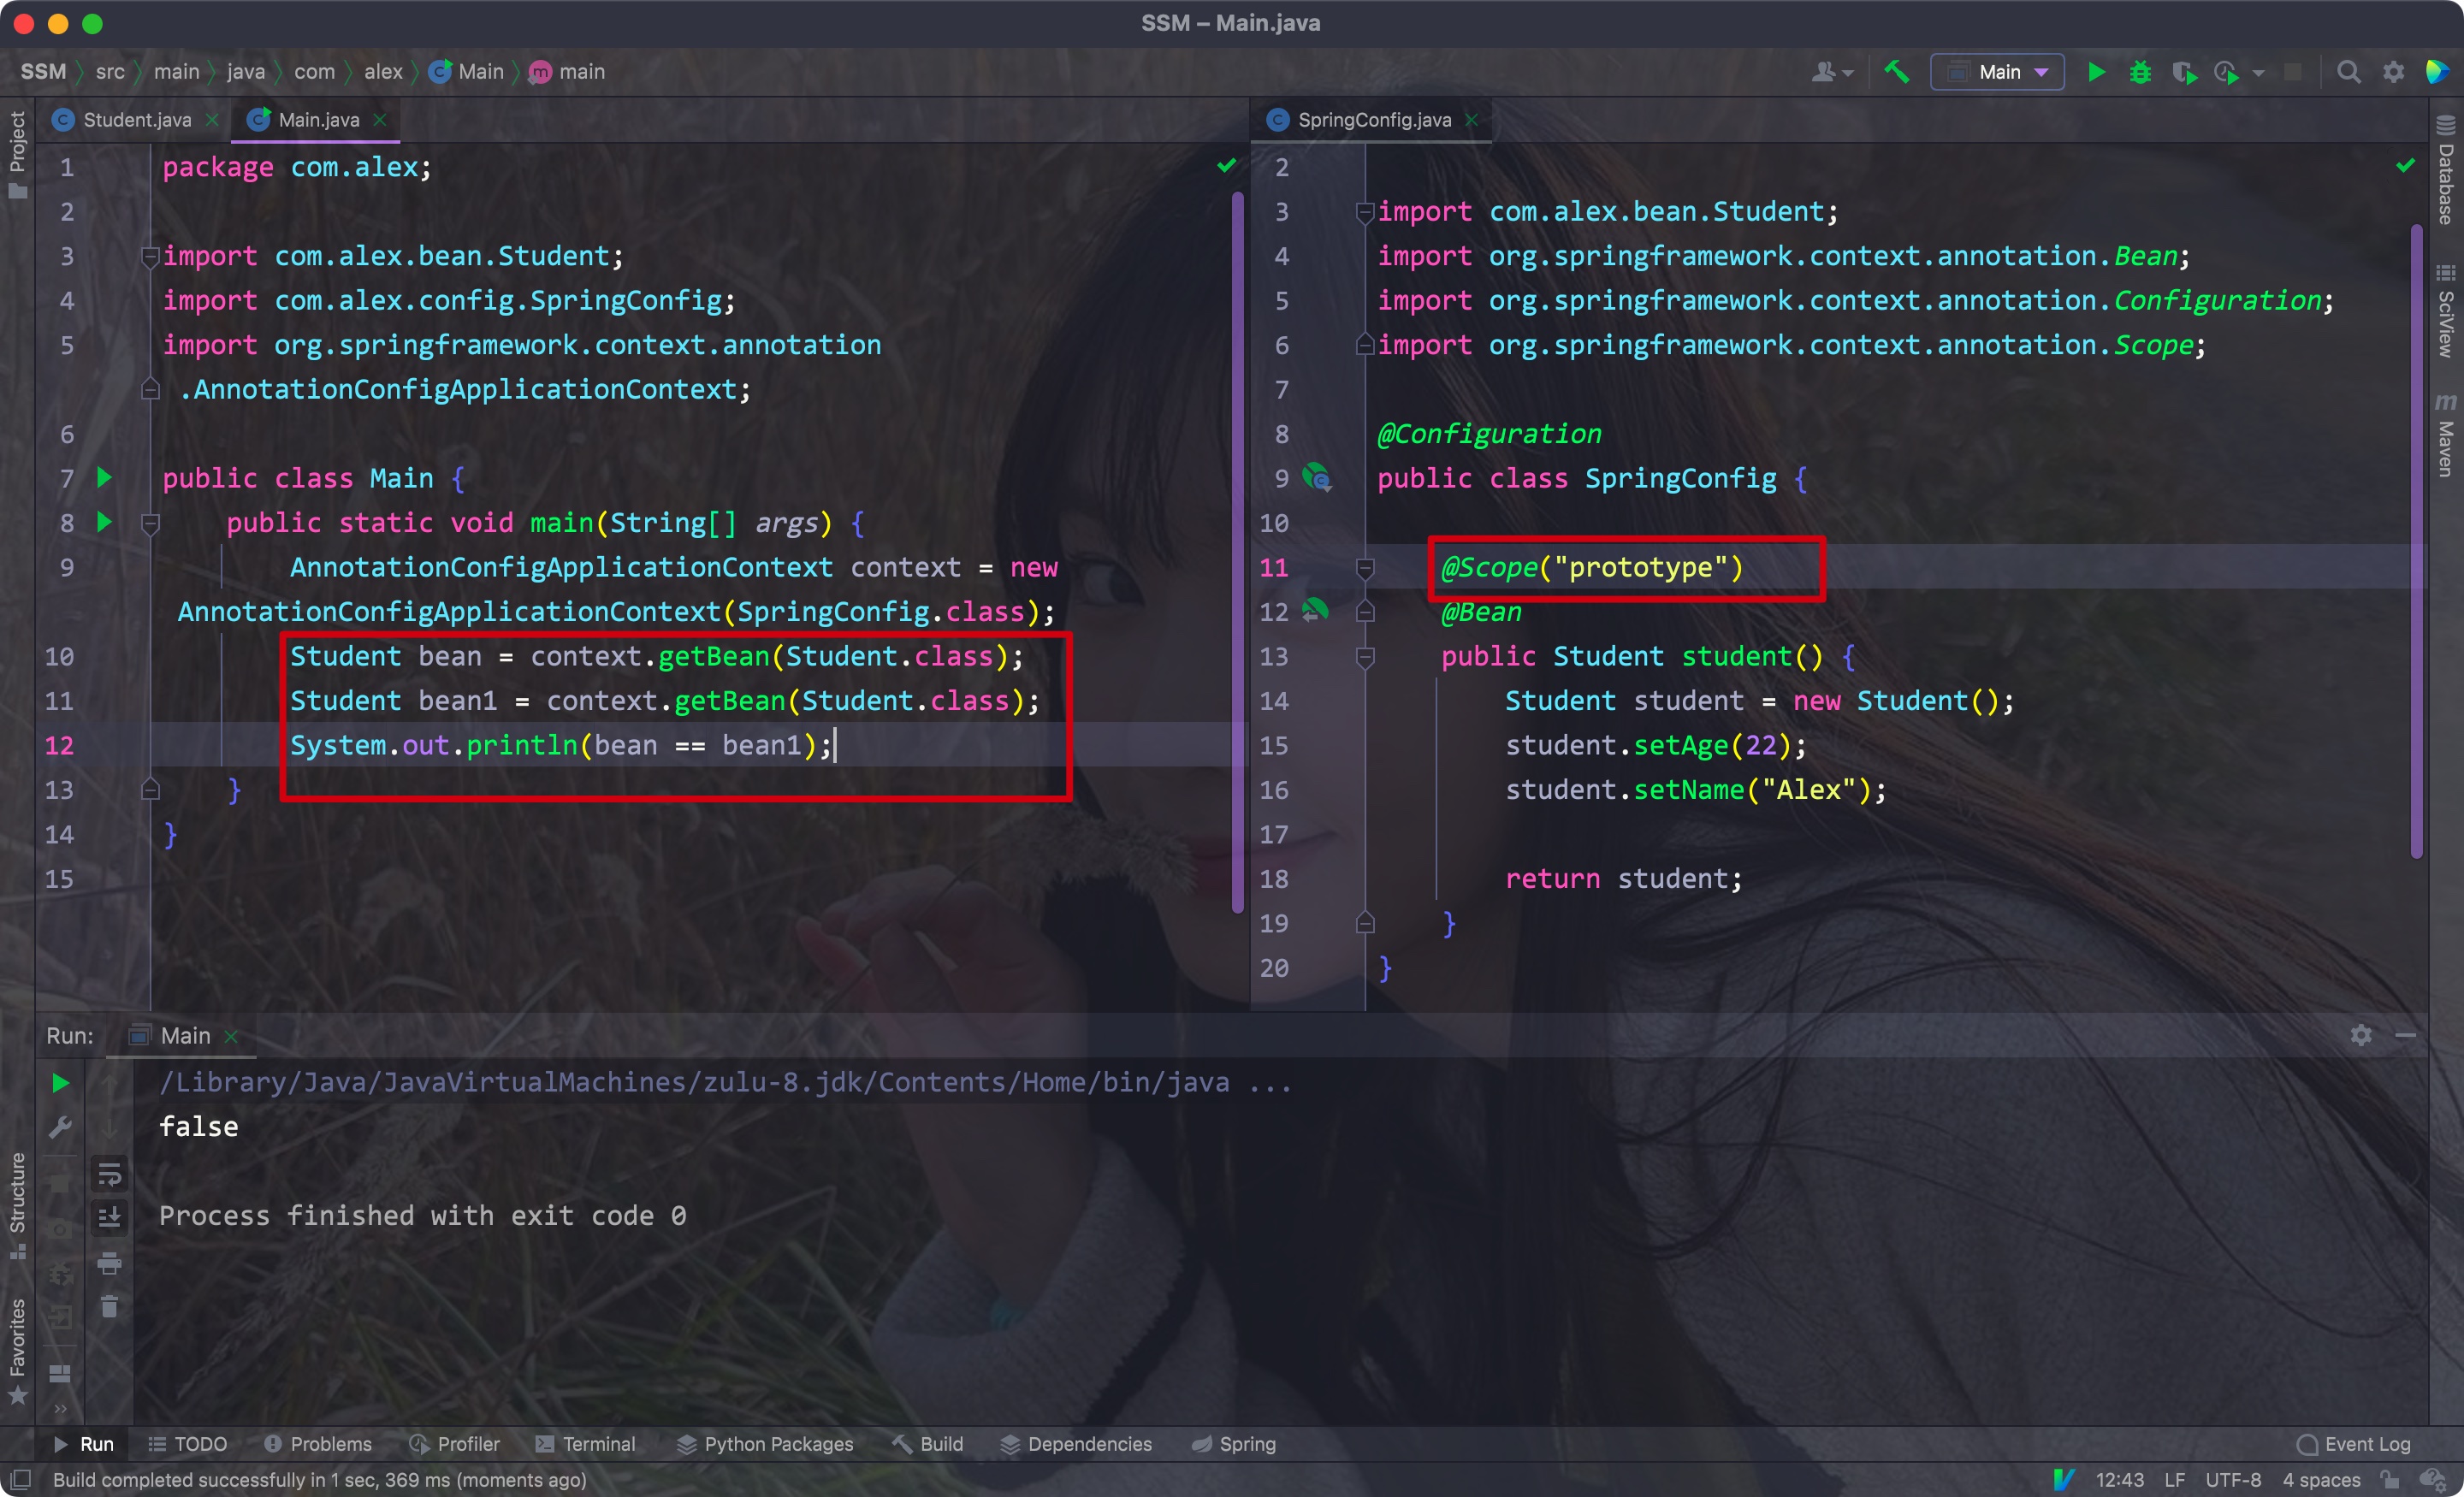 SSM – Main.java
SSM src main java com alex Main main
Main
Project
Student.java
Main.java
1 package com.alex;
2
3 import com.alex.bean.Student;
4 import com.alex.config.SpringConfig;
5 import org.springframework.context.annotation
.AnnotationConfigApplicationContext;
6
7 public class Main {
8 public static void main(String[] args) {
9 AnnotationConfigApplicationContext context = new
AnnotationConfigApplicationContext(SpringConfig.class);
10 Student bean = context.getBean(Student.class);
11 Student bean1 = context.getBean(Student.class);
12 System.out.println(bean == bean1);
13 }
14 }
15
SpringConfig.java
2
3 import com.alex.bean.Student;
4 import org.springframework.context.annotation.Bean;
5 import org.springframework.context.annotation.Configuration;
6 import org.springframework.context.annotation.Scope;
7
8 @Configuration
9 public class SpringConfig {
10
11 @Scope("prototype")
12 @Bean
13 public Student student() {
14 Student student = new Student();
15 student.setAge(22);
16 student.setName("Alex");
17
18 return student;
19 }
20 }
Database
SciView
Maven
Run: Main
/Library/Java/JavaVirtualMachines/zulu-8.jdk/Contents/Home/bin/java ...
false
Process finished with exit code 0
Structure
Favorites
Run TODO Problems Profiler Terminal Python Packages Build Dependencies Spring Event Log
Build completed successfully in 1 sec, 369 ms (moments ago) 12:43 LF UTF-8 4 spaces